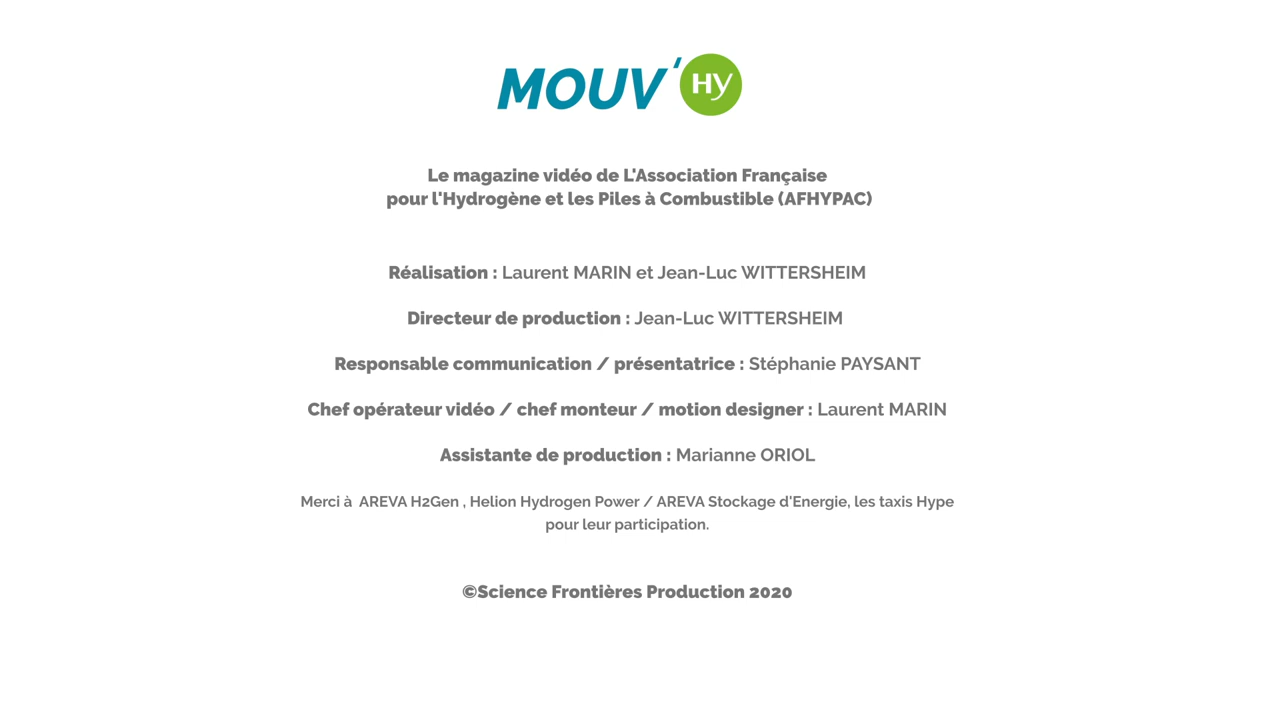 MOUV'Hy
Le magazine vidéo de L'Association Française
pour l'Hydrogène et les Piles à Combustible (AFHYPAC)
Réalisation : Laurent MARIN et Jean-Luc WITTERSHEIM
Directeur de production : Jean-Luc WITTERSHEIM
Responsable communication / présentatrice : Stéphanie PAYSANT
Chef opérateur vidéo / chef monteur / motion designer : Laurent MARIN
Assistante de production : Marianne ORIOL
Merci à  AREVA H2Gen , Helion Hydrogen Power / AREVA Stockage d'Energie, les taxis Hype
pour leur participation.
©Science Frontières Production 2020